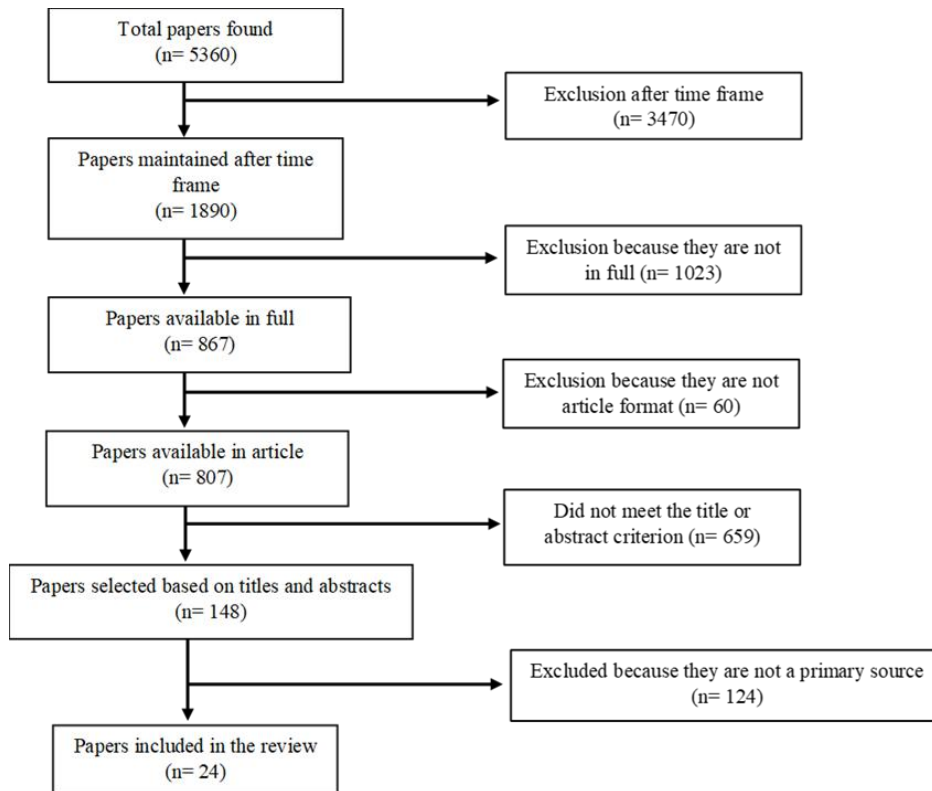 Total papers found
(n= 5360)
Exclusion after time frame
(n= 3470)
Papers maintained after time
frame
(n= 1890)
Exclusion because they are not
in full (n= 1023)
Papers available in full
(n= 867)
Exclusion because they are not
article format (n= 60)
Papers available in article
(n= 807)
Did not meet the title or
abstract criterion (n= 659)
Papers selected based on titles and abstracts
(n= 148)
Excluded because they are not a primary source
(n= 124)
Papers included in the review
(n= 24)